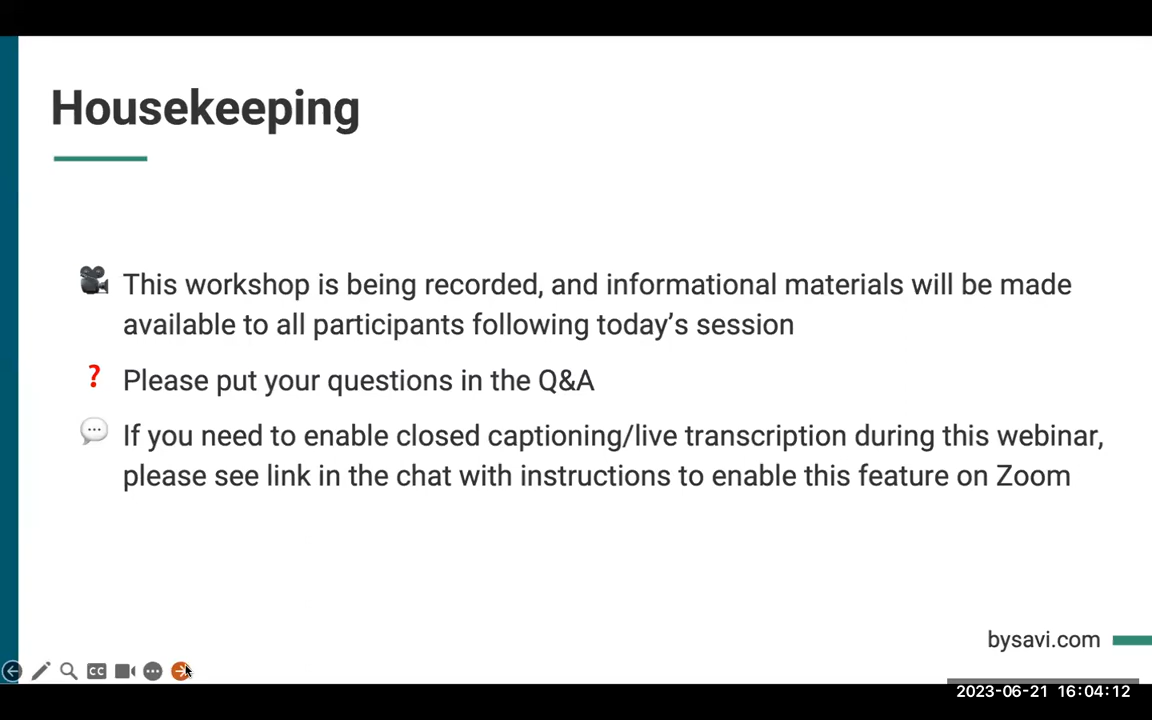 Housekeeping
This workshop is being recorded, and informational materials will be made
available to all participants following today's session
Please put your questions in the Q&A
If you need to enable closed captioning/live transcription during this webinar,
please see link in the chat with instructions to enable this feature on Zoom
bysavi.com
CC
2023-06-21 16:04:12